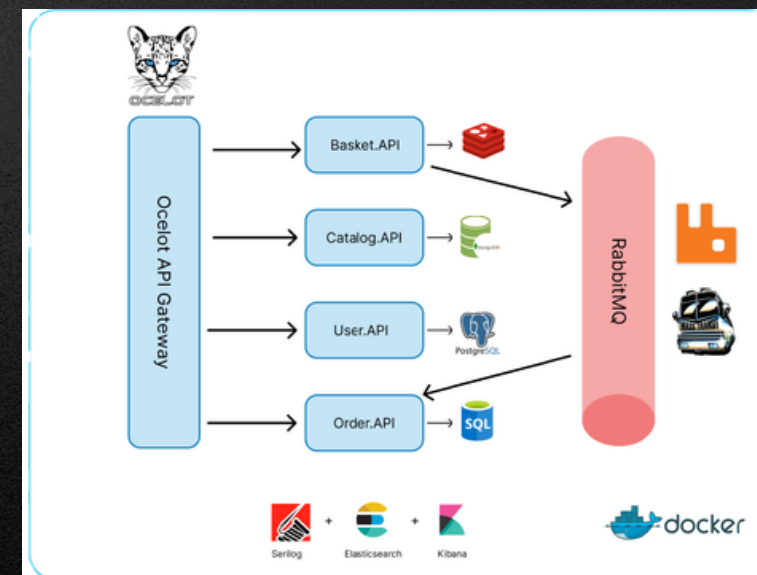 OCELOT
Ocelot API Gateway
Basket.API
Catalog.API
User.API
PostgreSQL
Order.API
SQL
RabbitMQ
+
+
Serilog
Elasticsearch
Kibana
docker